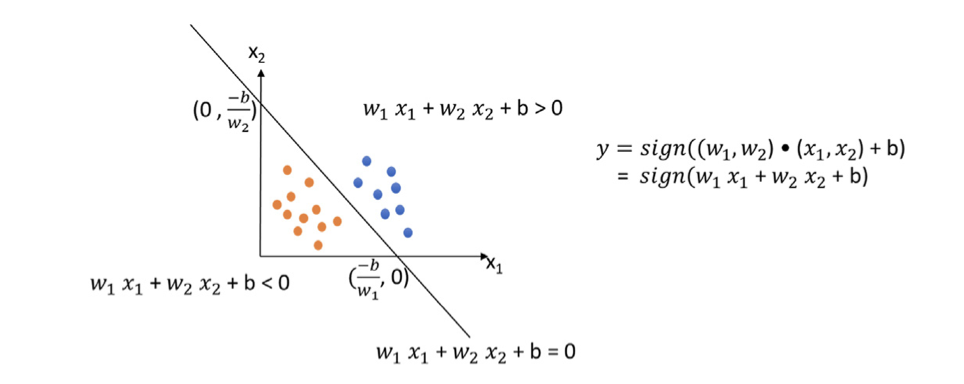 x₂
(0 , −b/w₂)
w₁ x₁ + w₂ x₂ + b > 0
y = sign((w₁, w₂) • (x₁, x₂) + b)
= sign(w₁ x₁ + w₂ x₂ + b)
x₁
(−b/w₁, 0)
w₁ x₁ + w₂ x₂ + b < 0
w₁ x₁ + w₂ x₂ + b = 0